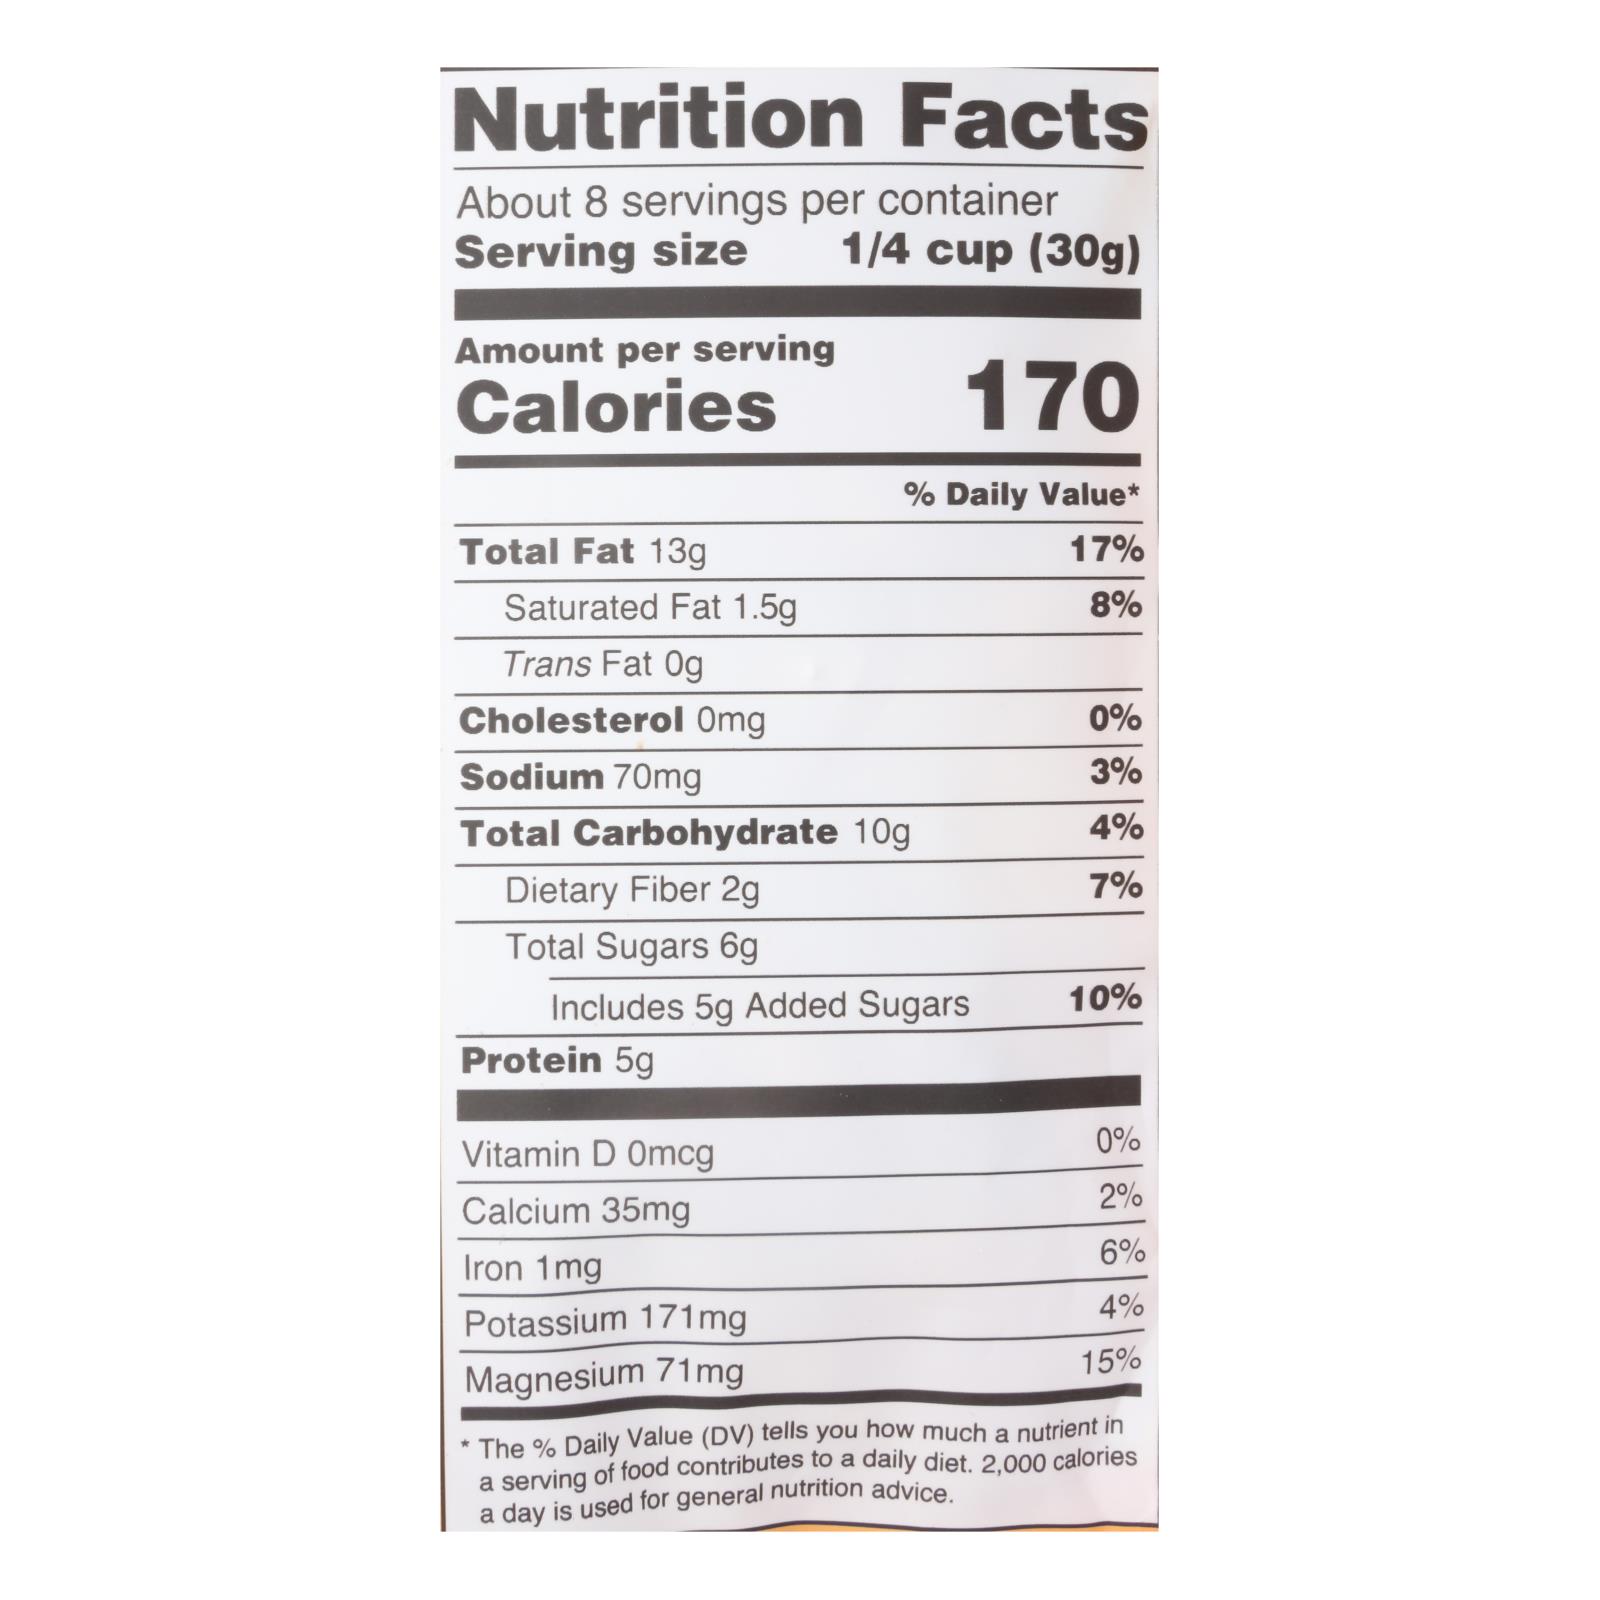 Nutrition Facts
About 8 servings per container
Serving size 1/4 cup (30g)
Amount per serving
Calories 170
% Daily Value*
Total Fat 13g 17%
Saturated Fat 1.5g 8%
Trans Fat 0g
Cholesterol 0mg 0%
Sodium 70mg 3%
Total Carbohydrate 10g 4%
Dietary Fiber 2g 7%
Total Sugars 6g
Includes 5g Added Sugars 10%
Protein 5g
Vitamin D 0mcg 0%
Calcium 35mg 2%
Iron 1mg 6%
Potassium 171mg 4%
Magnesium 71mg 15%
* The % Daily Value (DV) tells you how much a nutrient in
a serving of food contributes to a daily diet. 2,000 calories
a day is used for general nutrition advice.